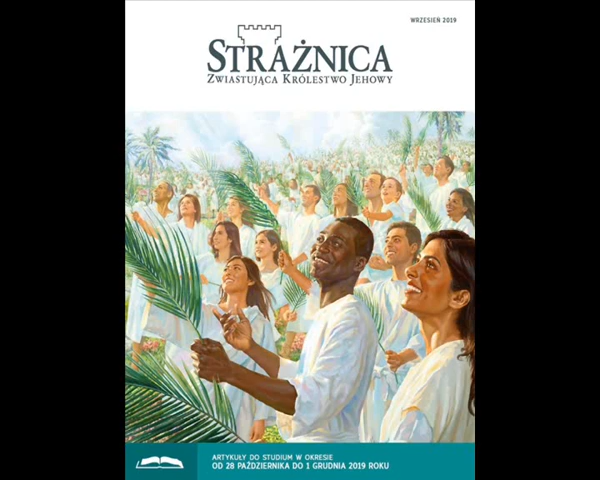 WRZESIEŃ 2019
STRAŻNICA
ZWIASTUJĄCA KRÓLESTWO JEHOWY
ARTYKUŁY DO STUDIUM W OKRESIE
OD 28 PAŹDZIERNIKA DO 1 GRUDNIA 2019 ROKU